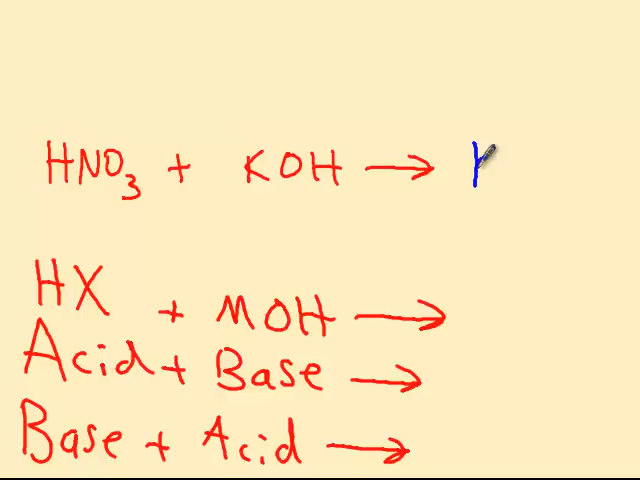 HNO₃ + KOH →
HX + MOH →
Acid + Base →
Base + Acid →